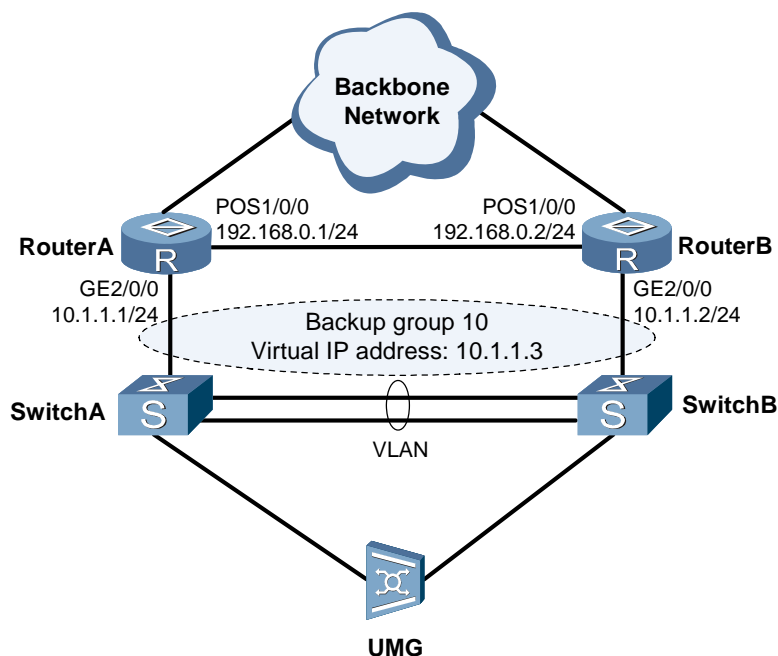 Backbone
Network
POS1/0/0
192.168.0.1/24
POS1/0/0
192.168.0.2/24
RouterA
R
R
RouterB
GE2/0/0
10.1.1.1/24
GE2/0/0
10.1.1.2/24
Backup group 10
Virtual IP address: 10.1.1.3
SwitchA
S
S
SwitchB
VLAN
UMG